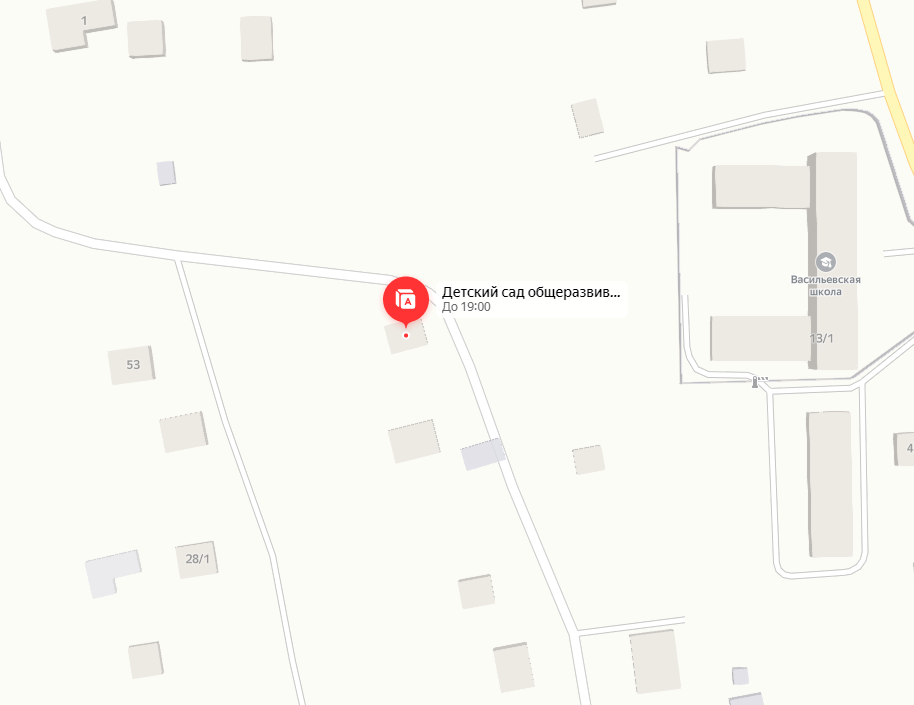 1
Васильевская
школа
Детский сад общеразвив...
До 19:00
13/1
53
4
28/1